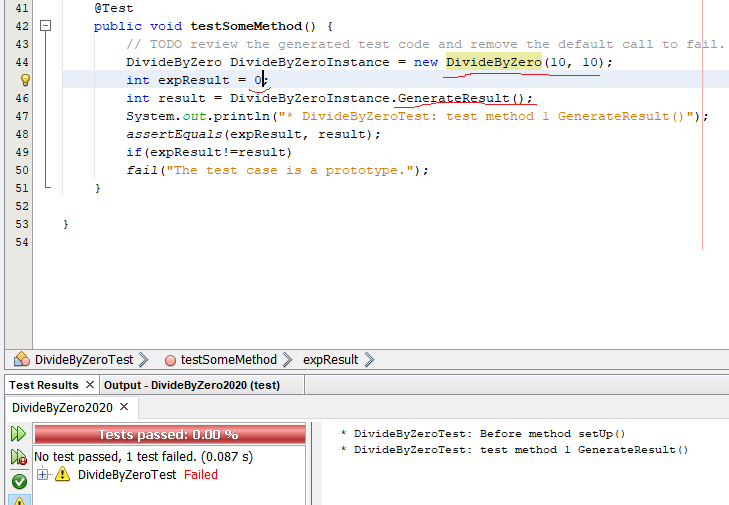 41 @Test
42 public void testSomeMethod() {
43 // TODO review the generated test code and remove the default call to fail.
44 DivideByZero DivideByZeroInstance = new DivideByZero(10, 10);
int expResult = 0;
46 int result = DivideByZeroInstance.GenerateResult();
47 System.out.println("* DivideByZeroTest: test method 1 GenerateResult()");
48 assertEquals(expResult, result);
49 if(expResult!=result)
50 fail("The test case is a prototype.");
51 }
52
53 }
54
DivideByZeroTest testSomeMethod expResult
Test Results × Output - DivideByZero2020 (test)
DivideByZero2020 ×
Tests passed: 0.00 %
No test passed, 1 test failed. (0.087 s)
DivideByZeroTest Failed
* DivideByZeroTest: Before method setUp()
* DivideByZeroTest: test method 1 GenerateResult()